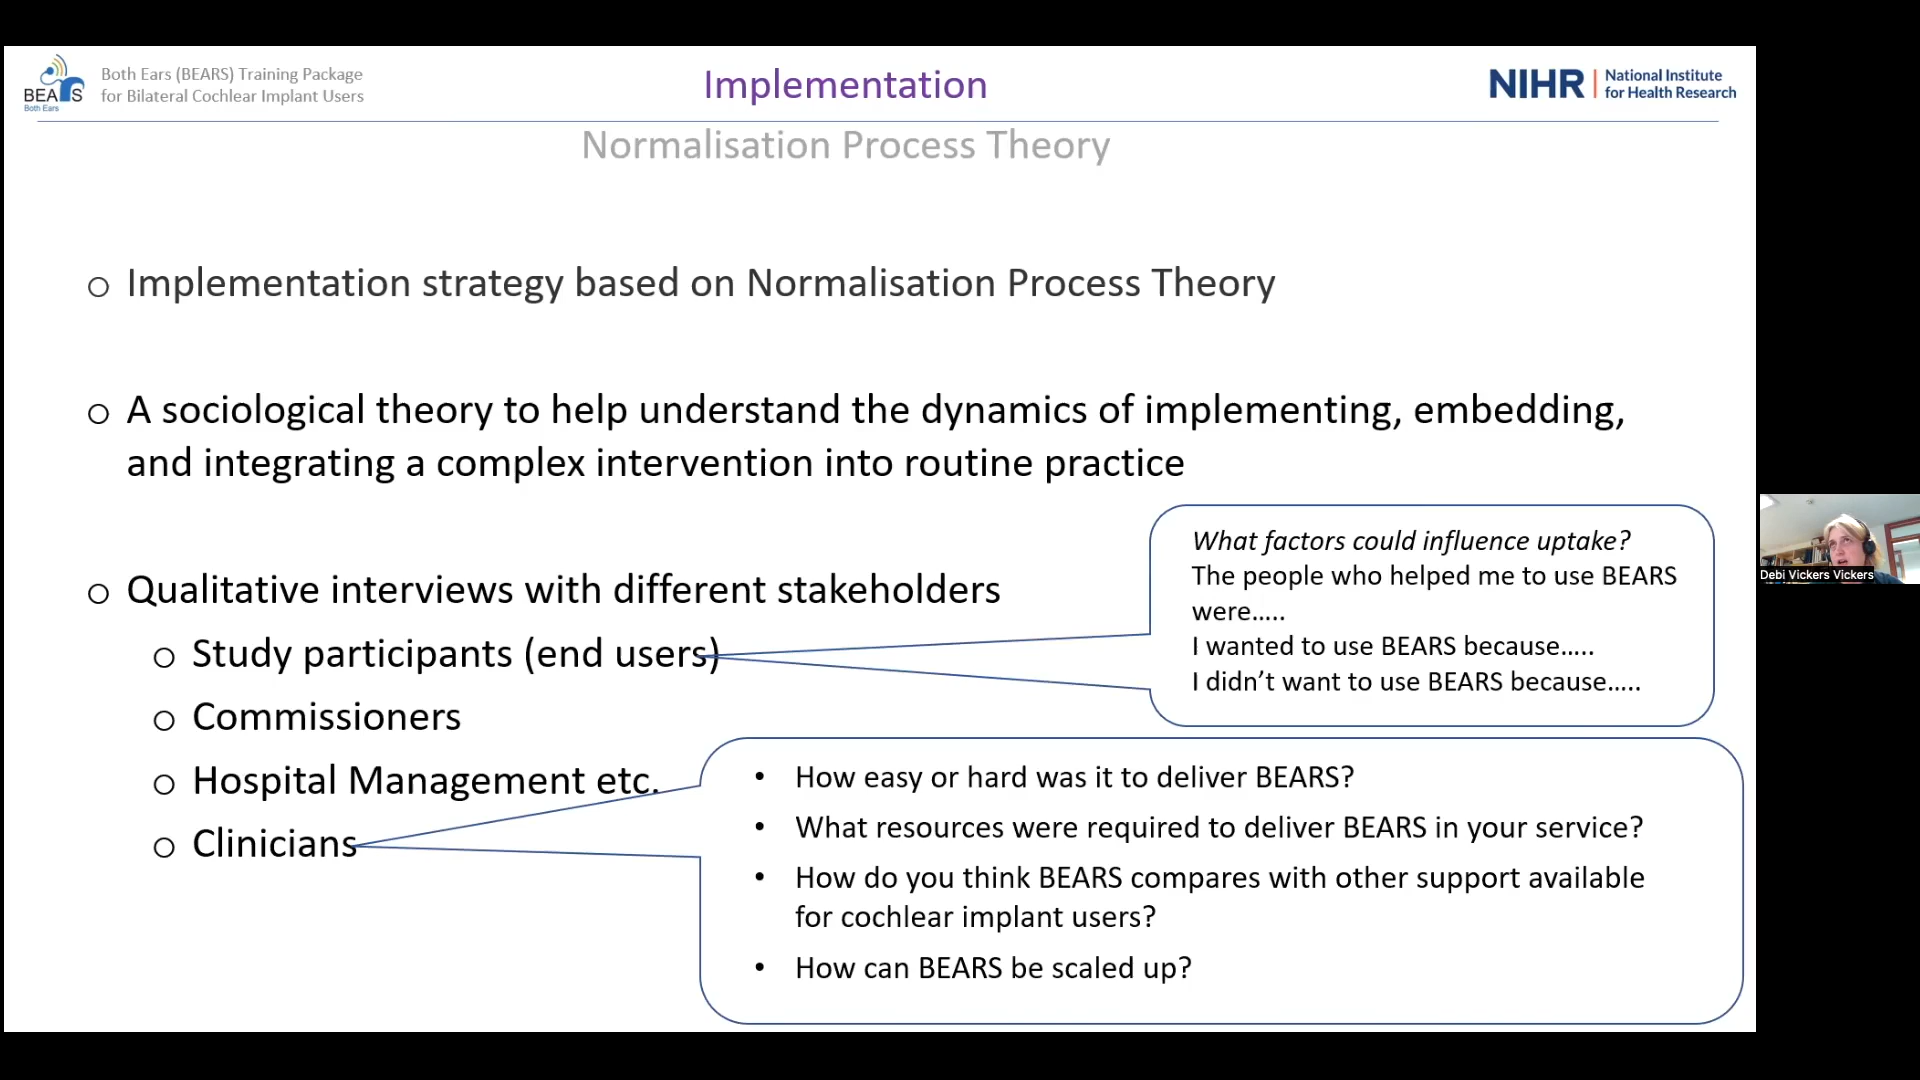 BEARS
Both Ears
Both Ears (BEARS) Training Package
for Bilateral Cochlear Implant Users
Implementation
NIHR | National Institute
for Health Research
Normalisation Process Theory
Implementation strategy based on Normalisation Process Theory
A sociological theory to help understand the dynamics of implementing, embedding,
and integrating a complex intervention into routine practice
Qualitative interviews with different stakeholders
Study participants (end users)
Commissioners
Hospital Management etc.
Clinicians
What factors could influence uptake?
The people who helped me to use BEARS
were.....
I wanted to use BEARS because.....
I didn’t want to use BEARS because.....
• How easy or hard was it to deliver BEARS?
• What resources were required to deliver BEARS in your service?
• How do you think BEARS compares with other support available
for cochlear implant users?
• How can BEARS be scaled up?
Debi Vickers Vickers